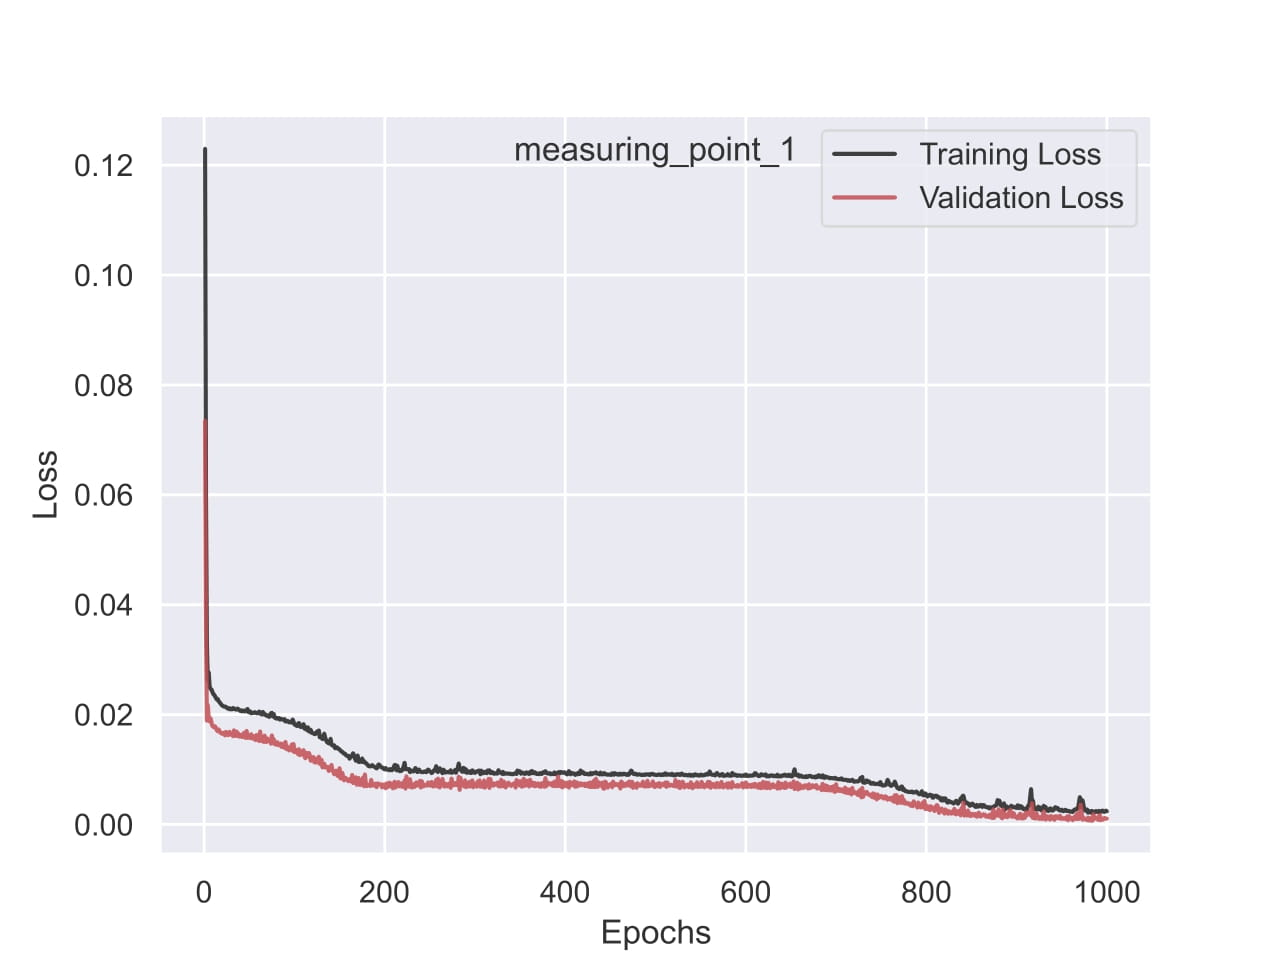 measuring_point_1
Training Loss
Validation Loss
0.12
0.10
0.08
0.06
0.04
0.02
0.00
Loss
0 200 400 600 800 1000
Epochs